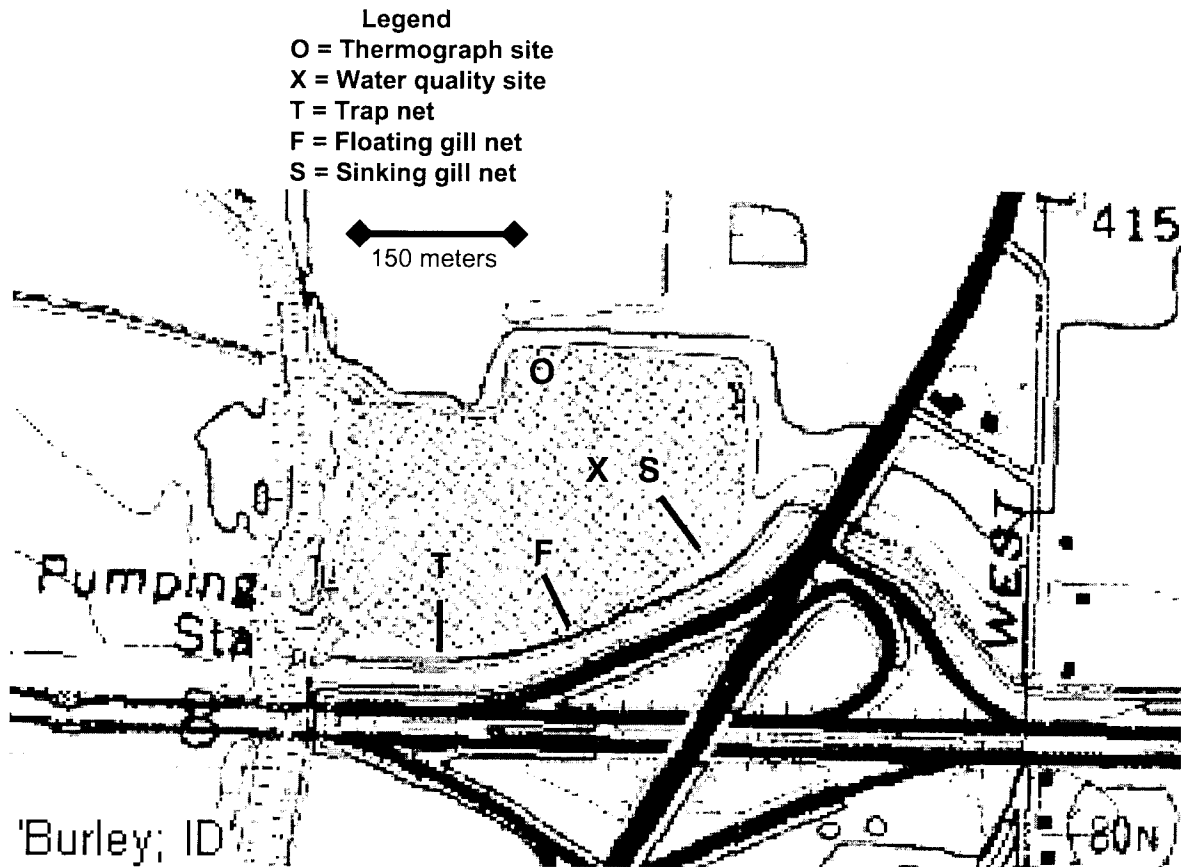 Legend
O = Thermograph site
X = Water quality site
T = Trap net
F = Floating gill net
S = Sinking gill net
150 meters
415
O
X S
T
F
WEST
Pumping
Sta
'Burley; ID'
80N